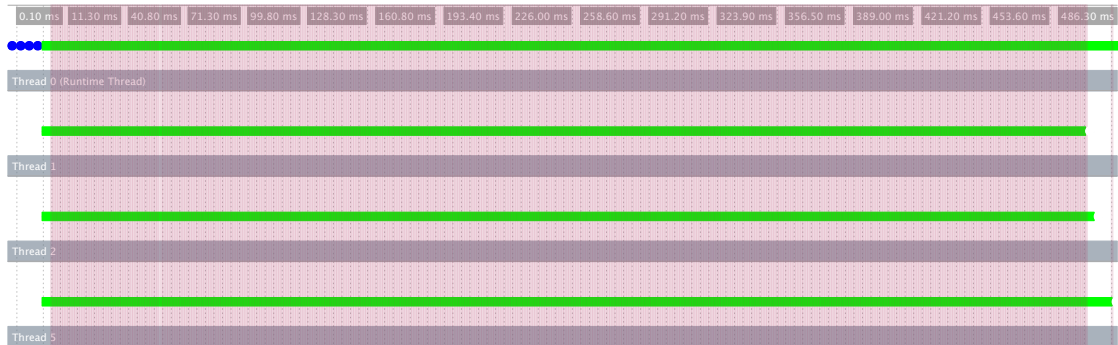 0.10 ms 11.30 ms 40.80 ms 71.30 ms 99.80 ms 128.30 ms 160.80 ms 193.40 ms 226.00 ms 258.60 ms 291.20 ms 323.90 ms 356.50 ms 389.00 ms 421.20 ms 453.60 ms 486.30 ms
Thread 0 (Runtime Thread)
Thread 1
Thread 2
Thread 5